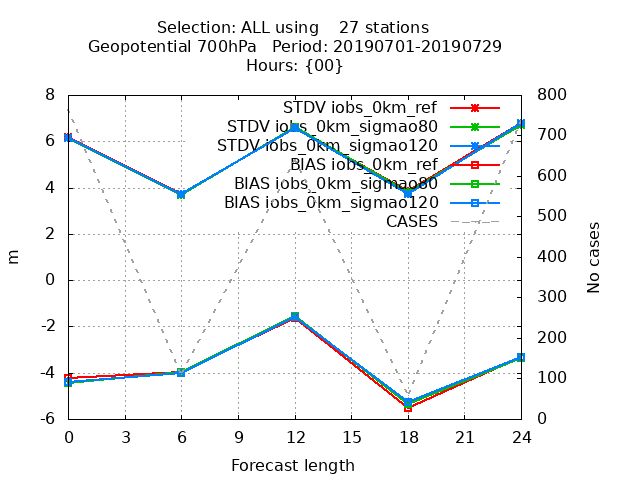 Selection: ALL using    27 stations
Geopotential 700hPa   Period: 20190701-20190729
Hours: {00}
STDV iobs_0km_ref
STDV iobs_0km_sigmao80
STDV iobs_0km_sigmao120
BIAS iobs_0km_ref
BIAS iobs_0km_sigmao80
BIAS iobs_0km_sigmao120
CASES
8
6
4
2
0
-2
-4
-6
m
800
700
600
500
400
300
200
100
0
No cases
0 3 6 9 12 15 18 21 24
Forecast length